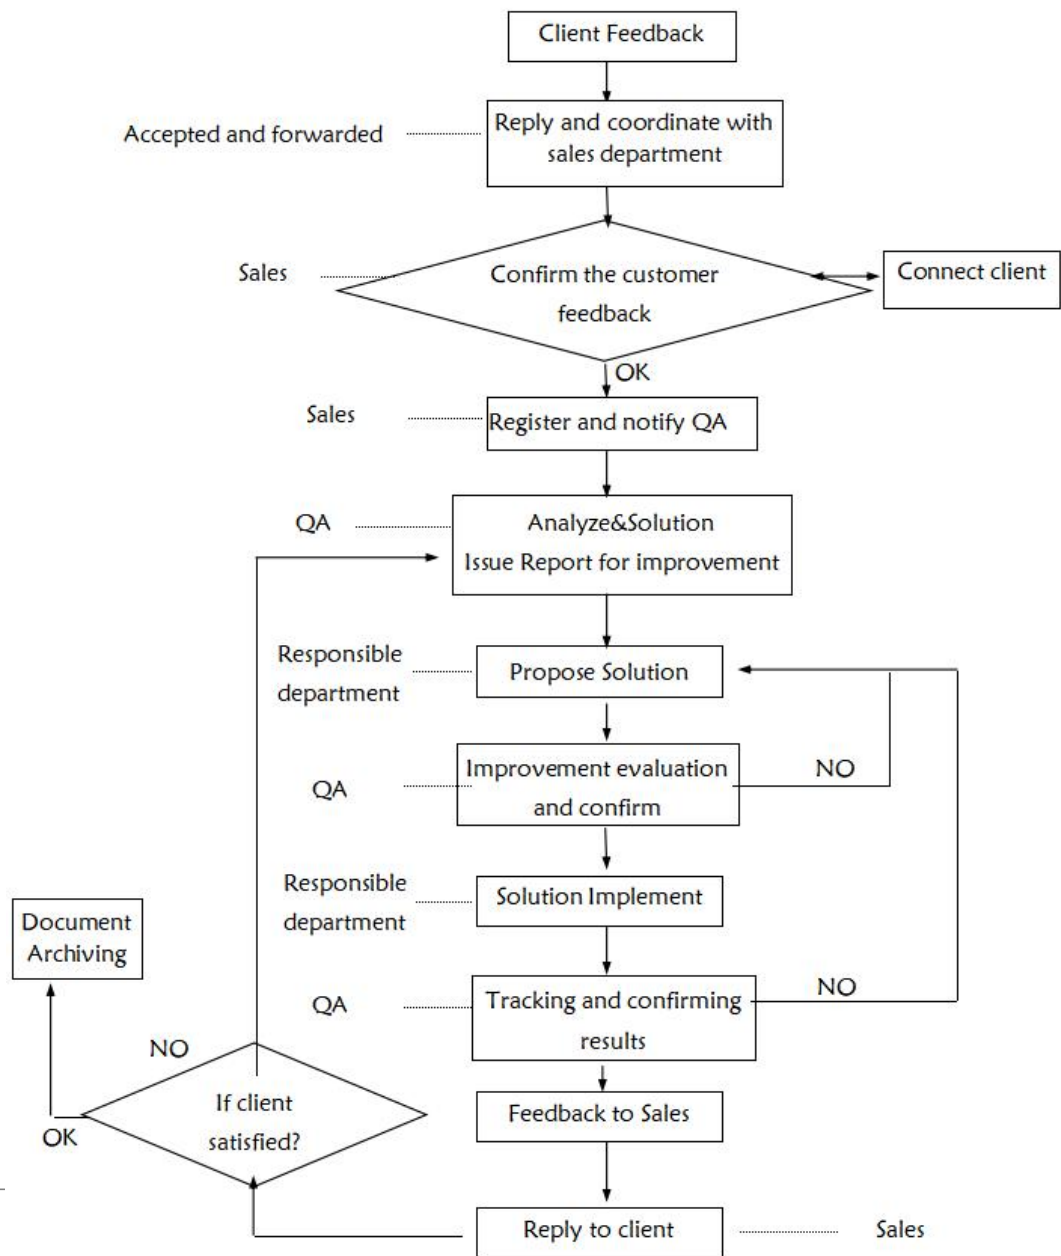 Client Feedback
Accepted and forwarded
Reply and coordinate with
sales department
Sales
Confirm the customer
feedback
Connect client
OK
Sales
Register and notify QA
QA
Analyze&Solution
Issue Report for improvement
Responsible
department
Propose Solution
QA
Improvement evaluation
and confirm
NO
Responsible
department
Solution Implement
Document
Archiving
QA
Tracking and confirming
results
NO
NO
If client
satisfied?
OK
Feedback to Sales
Reply to client
Sales